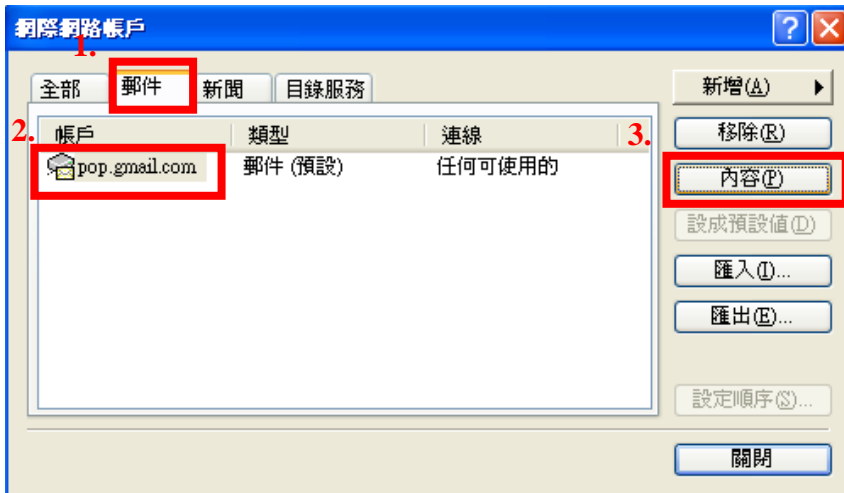 網際網路帳戶
1.
全部 郵件 新聞 目錄服務
新增(A)
2.
帳戶 類型 連線
3.
移除(R)
pop.gmail.com 郵件 (預設) 任何可使用的
內容(P)
設成預設值(D)
匯入(I)...
匯出(E)...
設定順序(S)...
關閉